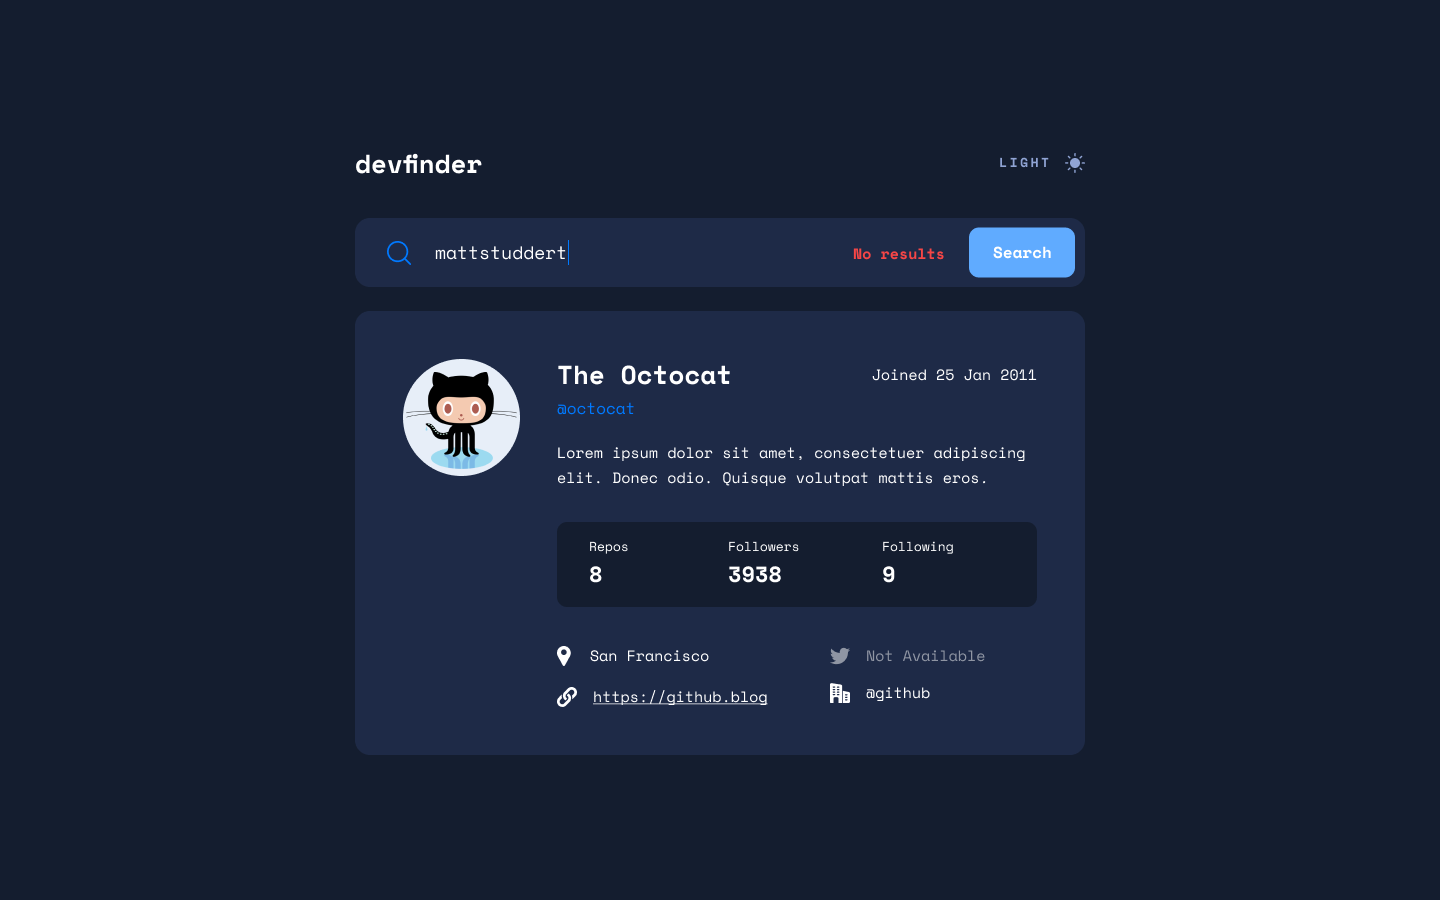 devfinder
LIGHT
mattstuddert
No results
Search
The Octocat
Joined 25 Jan 2011
@octocat
Lorem ipsum dolor sit amet, consectetuer adipiscing
elit. Donec odio. Quisque volutpat mattis eros.
Repos
Followers
Following
8
3938
9
San Francisco
Not Available
https://github.blog
@github